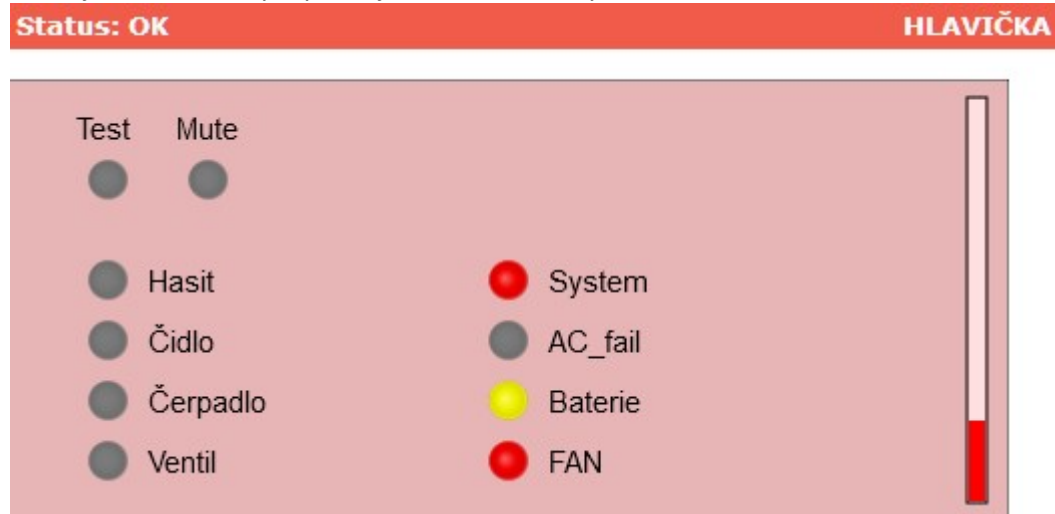 Status: OK HLAVIČKA
Test Mute
Hasit System
Čidlo AC_fail
Čerpadlo Baterie
Ventil FAN